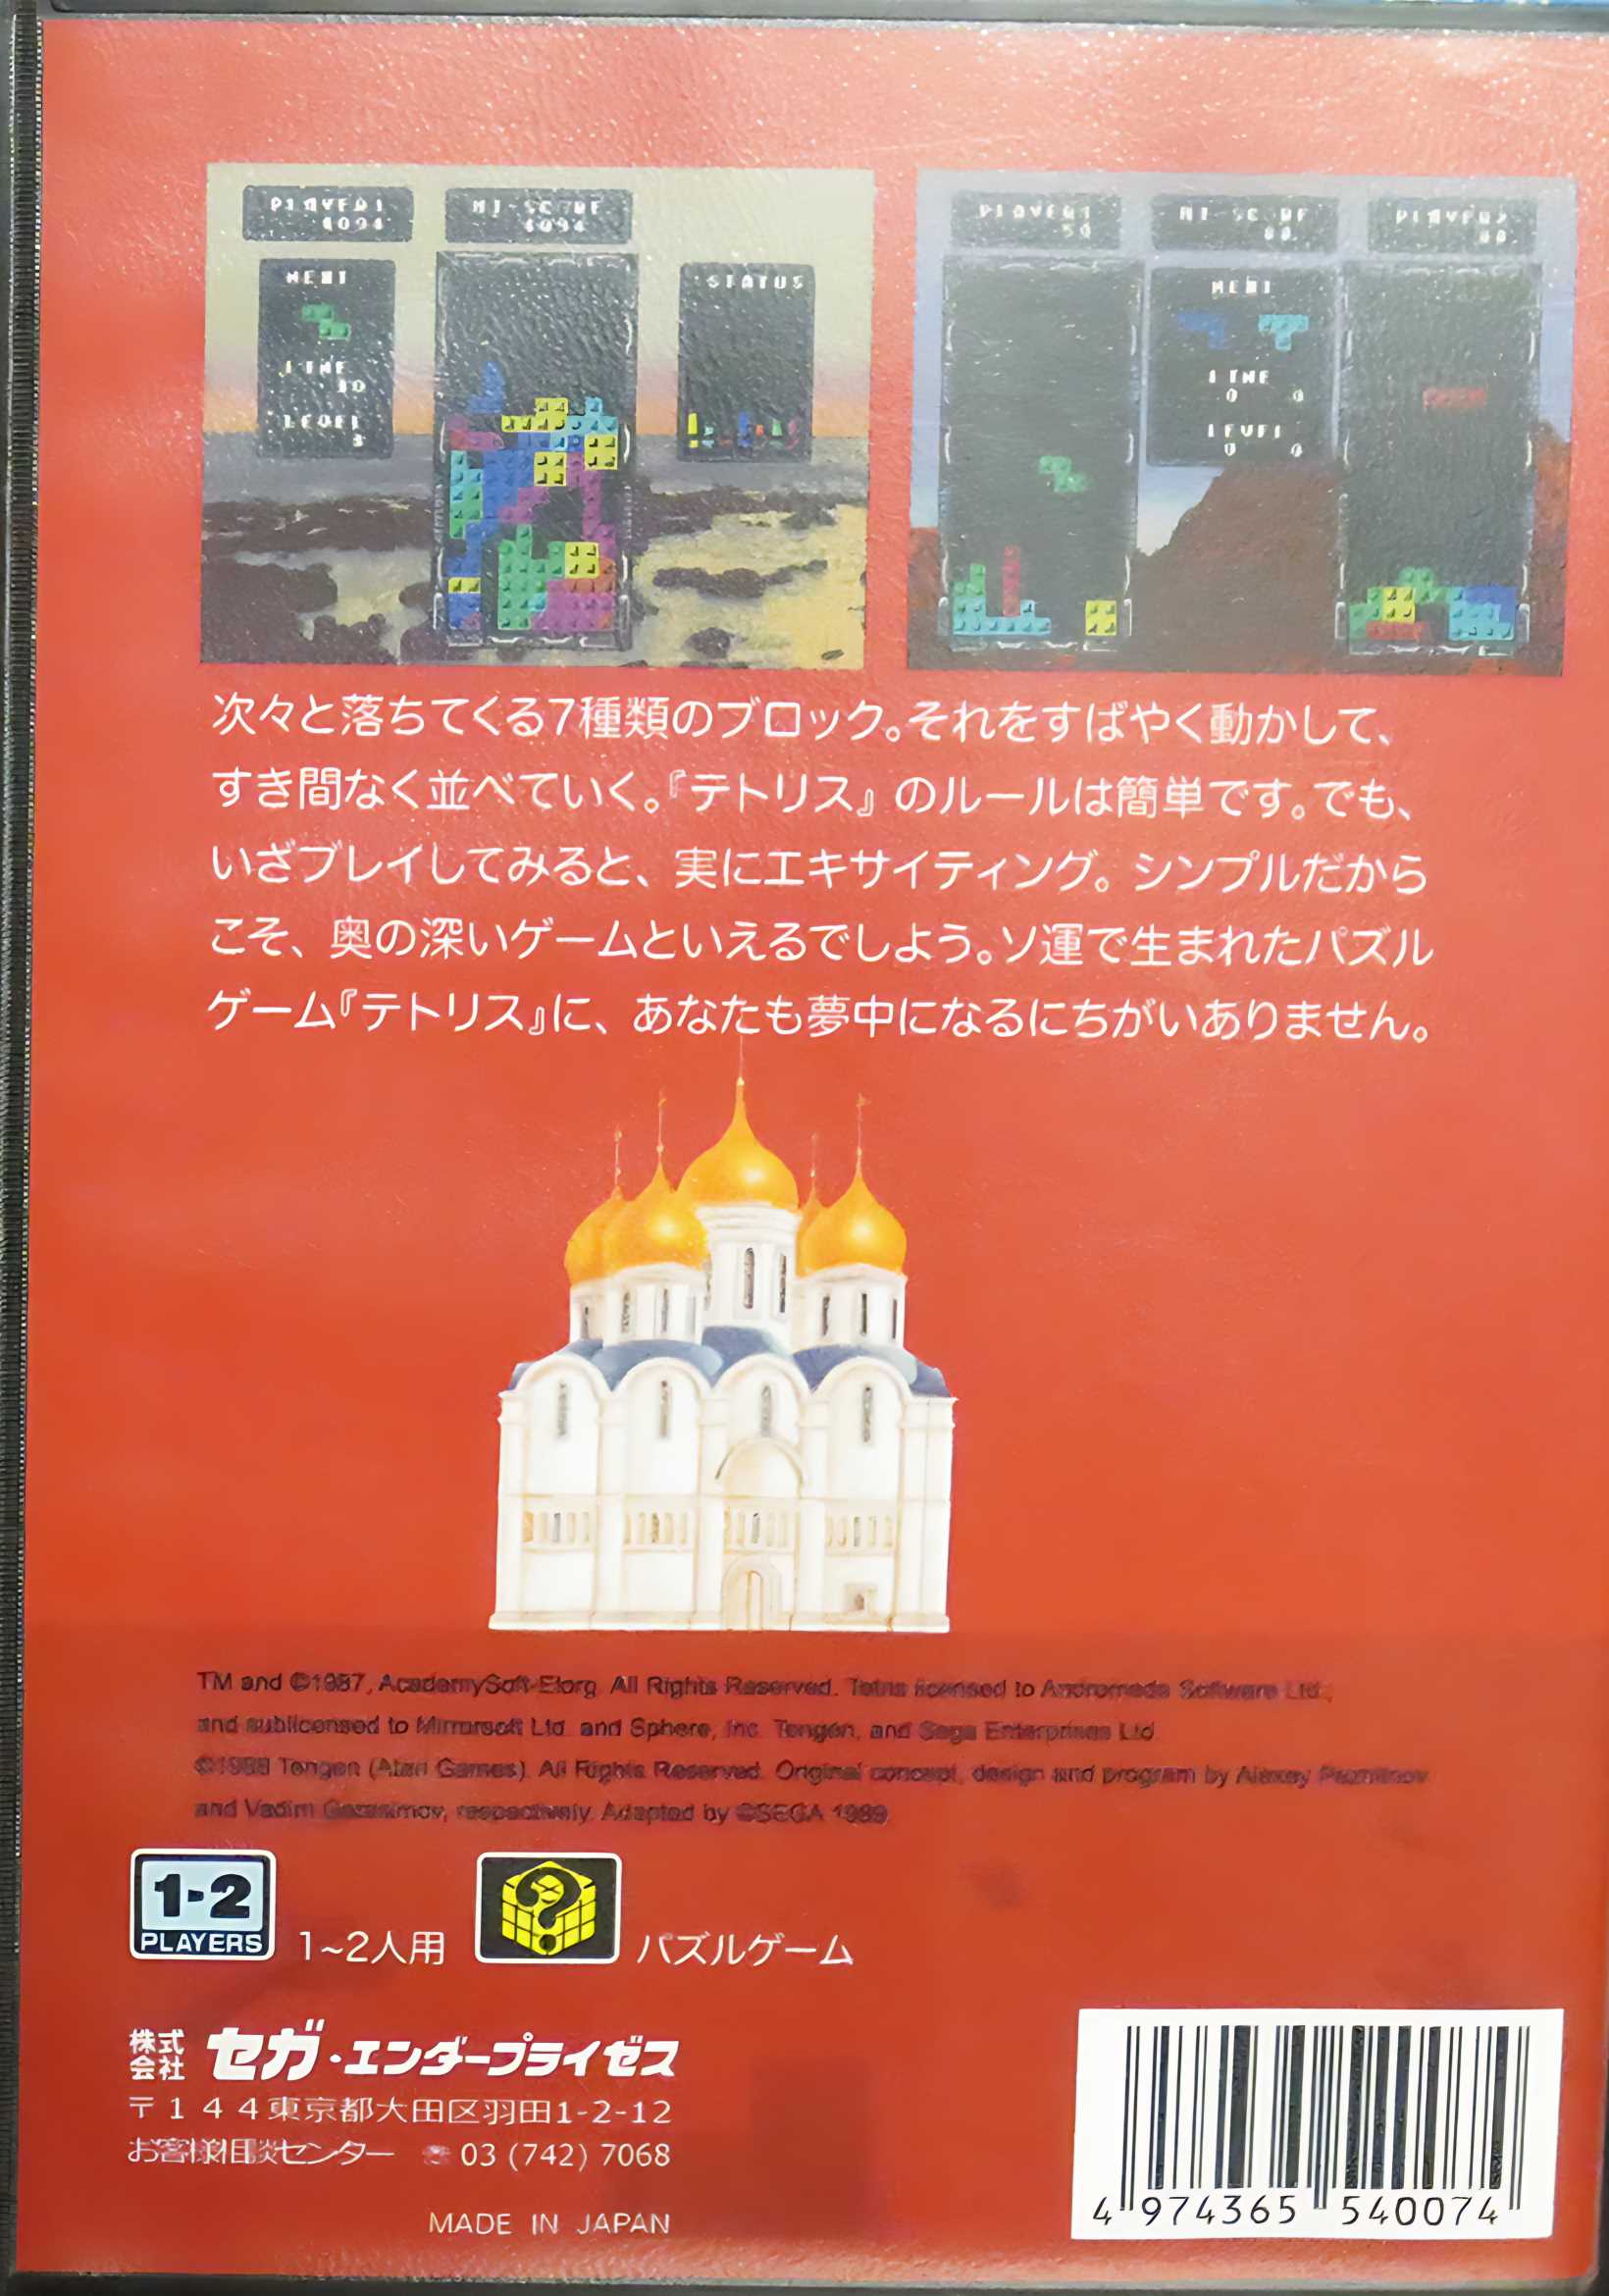 PLAYER1
4094
HI-SCORE
4094
NEXT
LINE
30
LEVEL
3
STATUS
PLAYER1
50
HI-SCORE
88
PLAYER2
88
NEXT
LINE
0 0
LEVEL
0 0
次々と落ちてくる7種類のブロック。それをすばやく動かして、
すき間なく並べていく。『テトリス』のルールは簡単です。でも、
いざブレイしてみると、実にエキサイティング。シンプルだから
こそ、奥の深いゲームといえるでしよう。ソ運で生まれたパズル
ゲーム『テトリス』に、あなたも夢中になるにちがいありません。
TM and ©1987, AcademySoft-Elorg. All Rights Reserved. Tetris licensed to Andromeda Software Ltd.,
and sublicensed to Mirrorsoft Ltd. and Sphere, Inc. Tengen, and Sega Enterprises Ltd.
©1988 Tengen (Atari Games). All Rights Reserved. Original concept, design and program by Alexey Pazhitnov
and Vadim Gerasimov, respectively. Adapted by ©SEGA 1989
1-2
PLAYERS
1~2人用
パズルゲーム
株式会社 セガ・エンタープライゼス
〒144東京都大田区羽田1-2-12
お客様相談センター ☎ 03 (742) 7068
MADE IN JAPAN
4 974365 540074